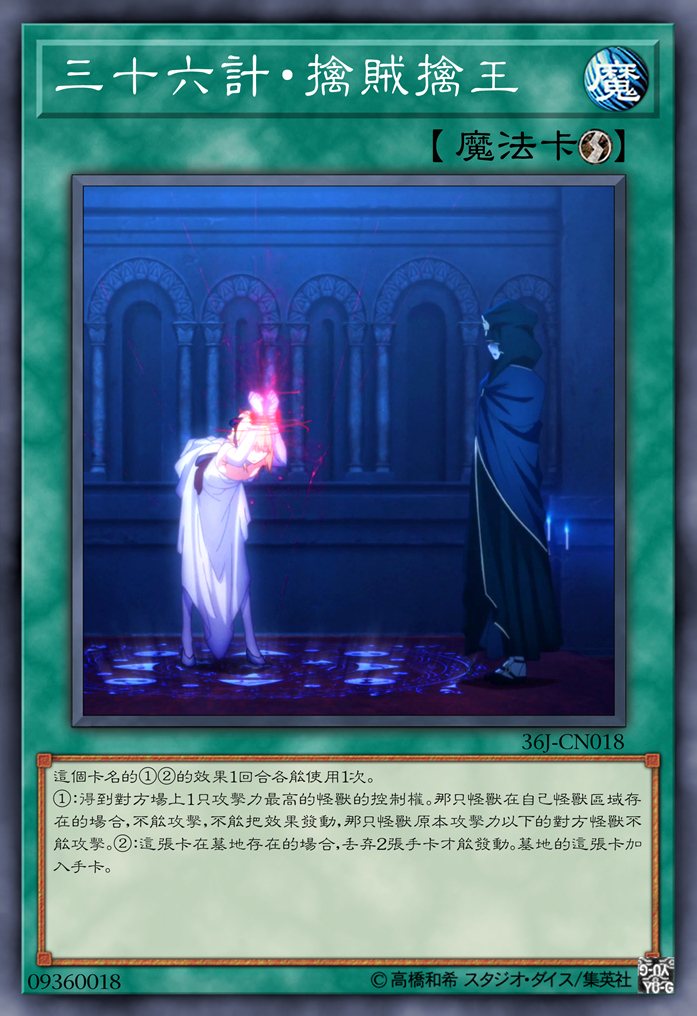 三十六計·擒賊擒王
魔
【魔法卡】
36J-CN018
這個卡名的①②的效果1回合各能使用1次。
①:得到對方場上1只攻擊力最高的怪獸的控制權。那只怪獸在自己怪獸區域存
在的場合,不能攻擊,不能把效果發動,那只怪獸原本攻擊力以下的對方怪獸不
能攻擊。②:這張卡在墓地存在的場合,丟弃2張手卡才能發動。墓地的這張卡加
入手卡。
09360018
©高橋和希 スタジオ·ダイス/集英社